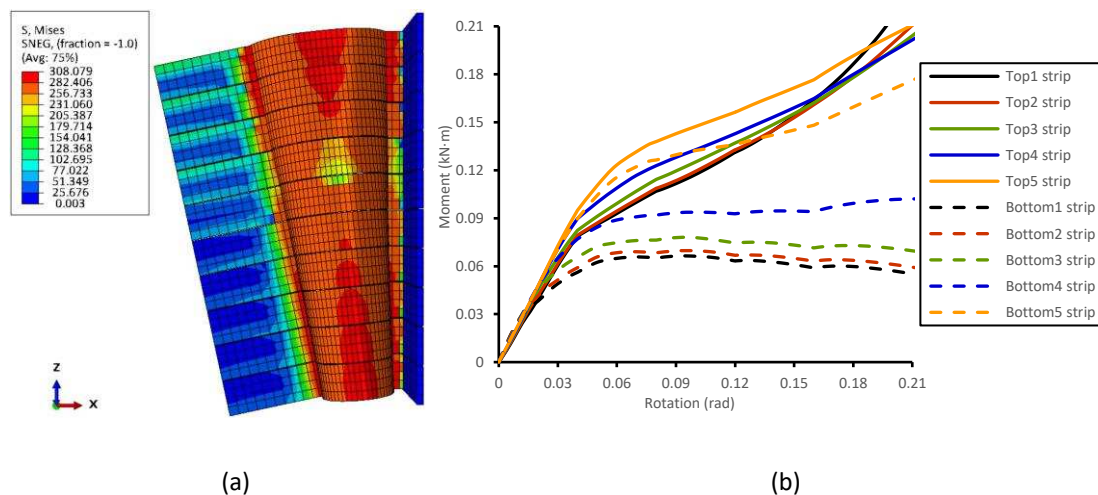 S, Mises
SNEG, (fraction = -1.0)
(Avg: 75%)
308.079
282.406
256.733
231.060
205.387
179.714
154.041
128.368
102.695
77.022
51.349
25.676
0.003
Z
X
(a)
Moment (kN·m)
0.21
0.18
0.15
0.12
0.09
0.06
0.03
0
0
0.03
0.06
0.09
0.12
0.15
0.18
0.21
Rotation (rad)
Top1 strip
Top2 strip
Top3 strip
Top4 strip
Top5 strip
Bottom1 strip
Bottom2 strip
Bottom3 strip
Bottom4 strip
Bottom5 strip
(b)